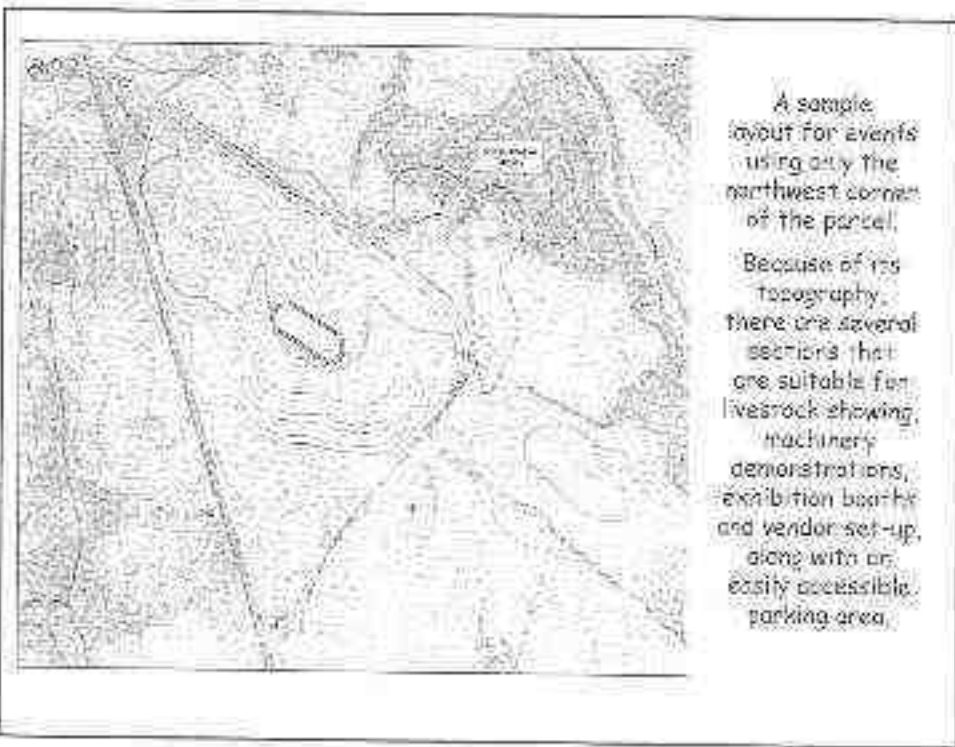 A sample
layout for events
using only the
northwest corner
of the parcel.
Because of its
topography,
there are several
sections that
are suitable for
livestock showing,
machinery
demonstrations,
exhibition booths
and vendor set-up,
along with an
easily accessible
parking area.